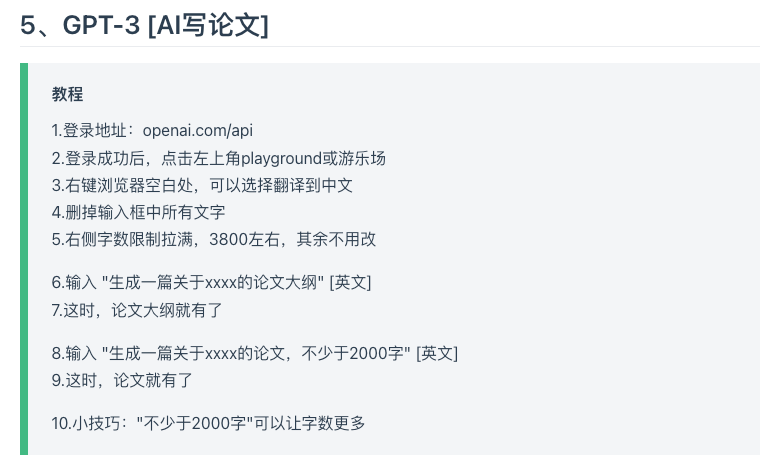 5、GPT-3 [AI写论文]
教程
1.登录地址：openai.com/api
2.登录成功后，点击左上角playground或游乐场
3.右键浏览器空白处，可以选择翻译到中文
4.删掉输入框中所有文字
5.右侧字数限制拉满，3800左右，其余不用改
6.输入 "生成一篇关于xxxx的论文大纲" [英文]
7.这时，论文大纲就有了
8.输入 "生成一篇关于xxxx的论文，不少于2000字" [英文]
9.这时，论文就有了
10.小技巧："不少于2000字"可以让字数更多